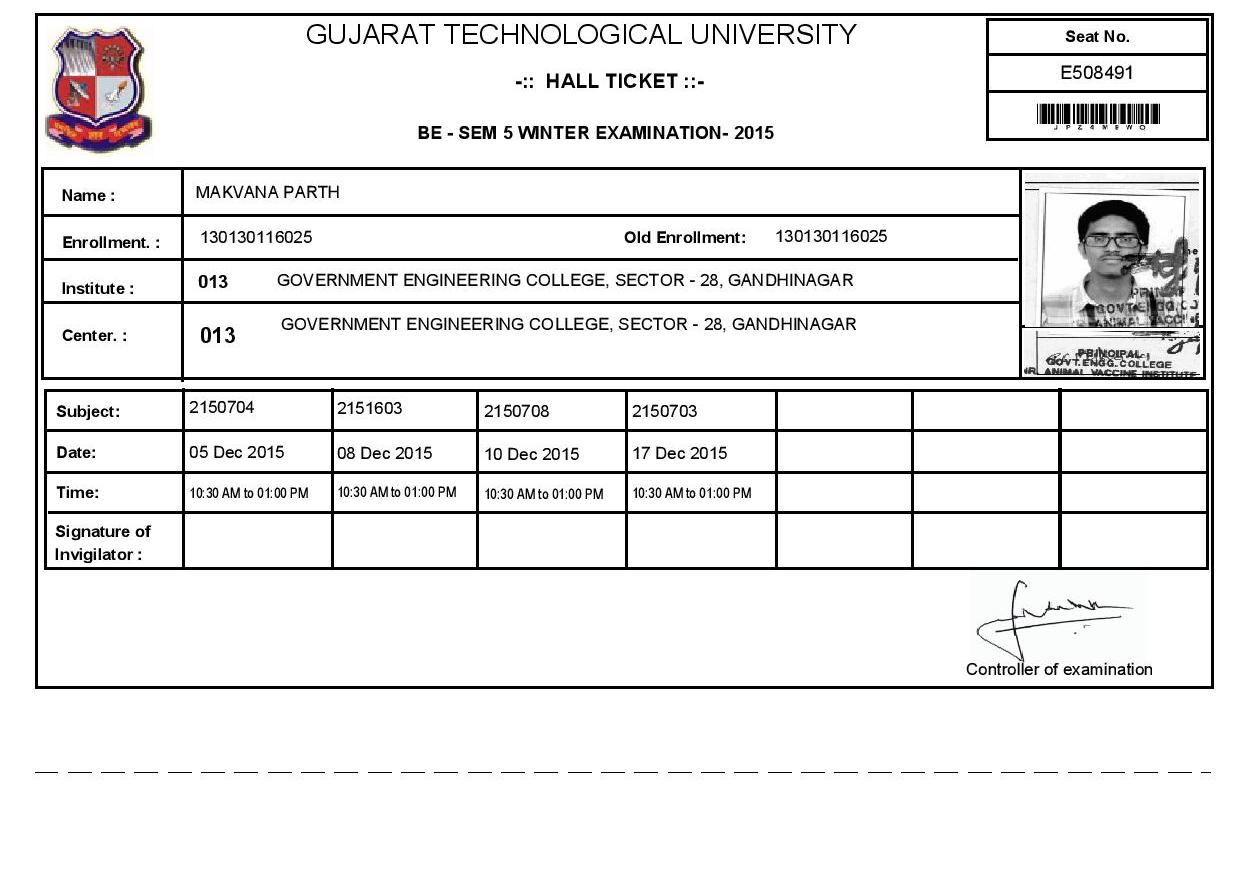 GUJARAT TECHNOLOGICAL UNIVERSITY
-:: HALL TICKET ::-
BE - SEM 5 WINTER EXAMINATION- 2015
Seat No.
E508491
Name : MAKVANA PARTH
Enrollment. : 130130116025 Old Enrollment: 130130116025
Institute : 013 GOVERNMENT ENGINEERING COLLEGE, SECTOR - 28, GANDHINAGAR
Center. : 013 GOVERNMENT ENGINEERING COLLEGE, SECTOR - 28, GANDHINAGAR
PRINCIPAL
GOVT. ENGG. COLLEGE
ANIMAL VACCINE INSTITUTE
Subject: 2150704 2151603 2150708 2150703
Date: 05 Dec 2015 08 Dec 2015 10 Dec 2015 17 Dec 2015
Time: 10:30 AM to 01:00 PM 10:30 AM to 01:00 PM 10:30 AM to 01:00 PM 10:30 AM to 01:00 PM
Signature of
Invigilator :
Controller of examination